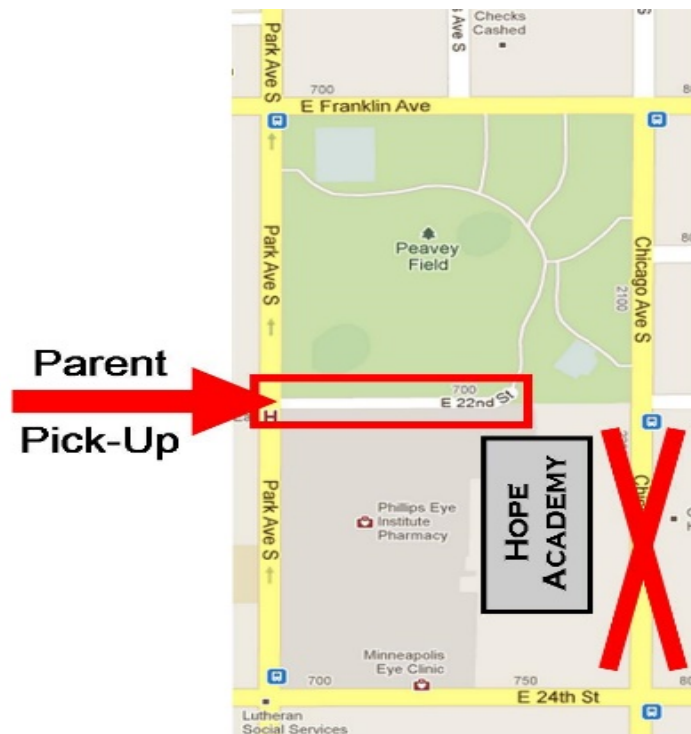 Checks
Cashed
Ave S
Park Ave S
700
E Franklin Ave
Park Ave S
Peavey
Field
Chicago Ave S
2100
Parent
Pick-Up
700
E 22nd St
H
Park Ave S
Phillips Eye
Institute
Pharmacy
HOPE
ACADEMY
Minneapolis
Eye Clinic
700
750
E 24th St
Lutheran
Social Services